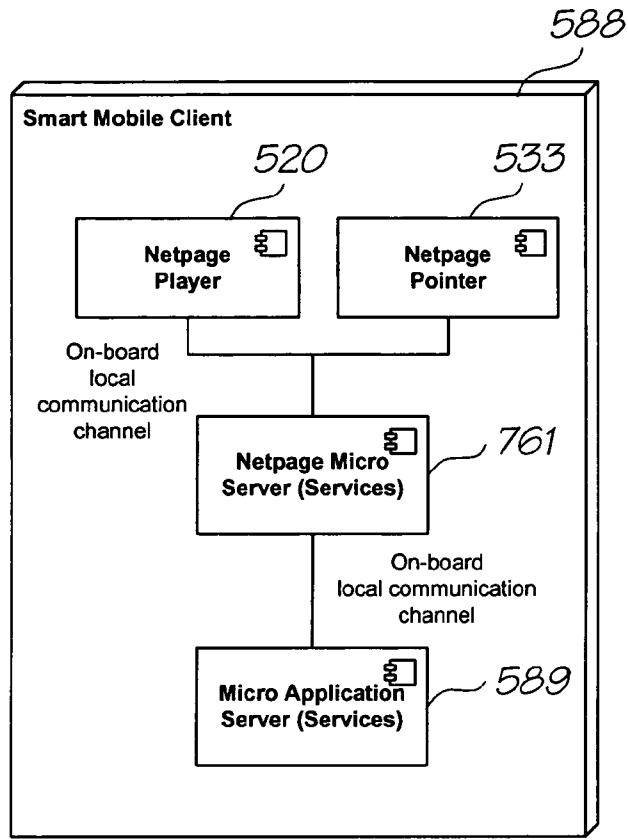 588
Smart Mobile Client
520
533
Netpage
Player
Netpage
Pointer
On-board
local
communication
channel
Netpage Micro
Server (Services)
761
On-board
local communication
channel
Micro Application
Server (Services)
589